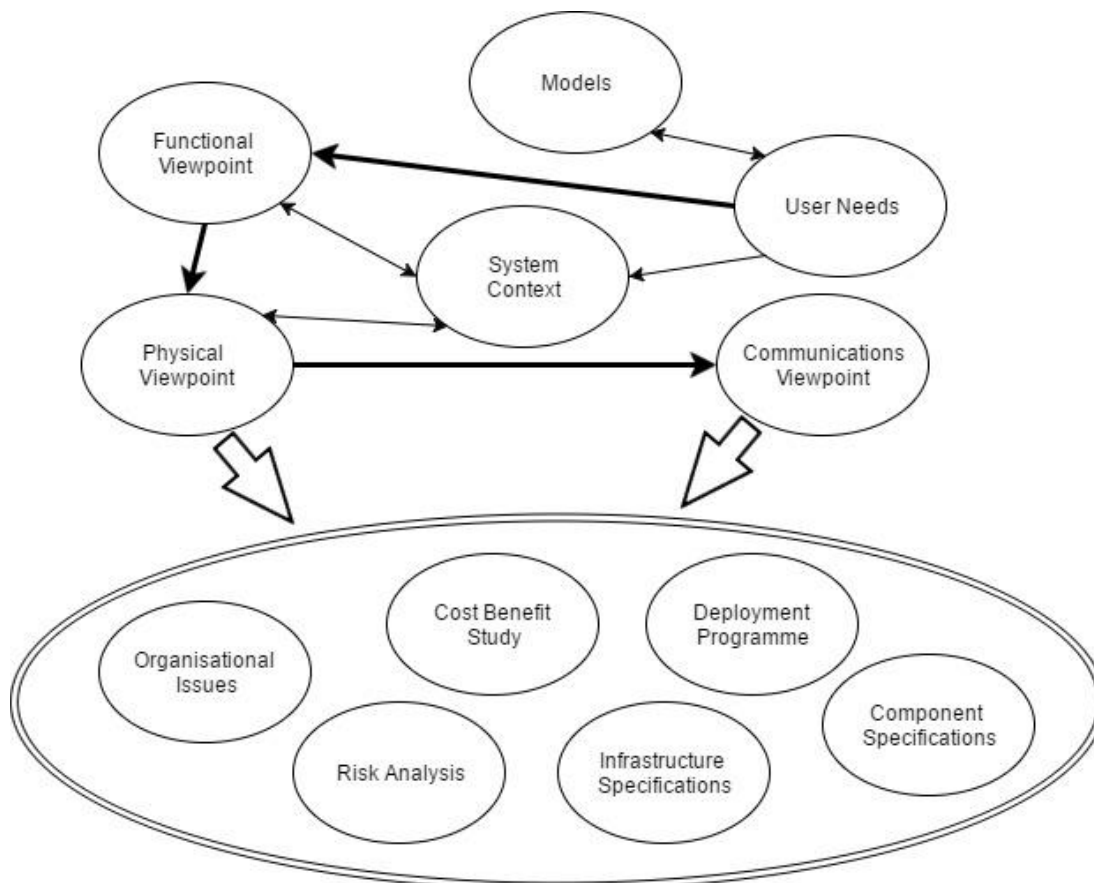 Models
Functional
Viewpoint
User Needs
System
Context
Physical
Viewpoint
Communications
Viewpoint
Cost Benefit
Study
Deployment
Programme
Organisational
Issues
Component
Specifications
Risk Analysis
Infrastructure
Specifications